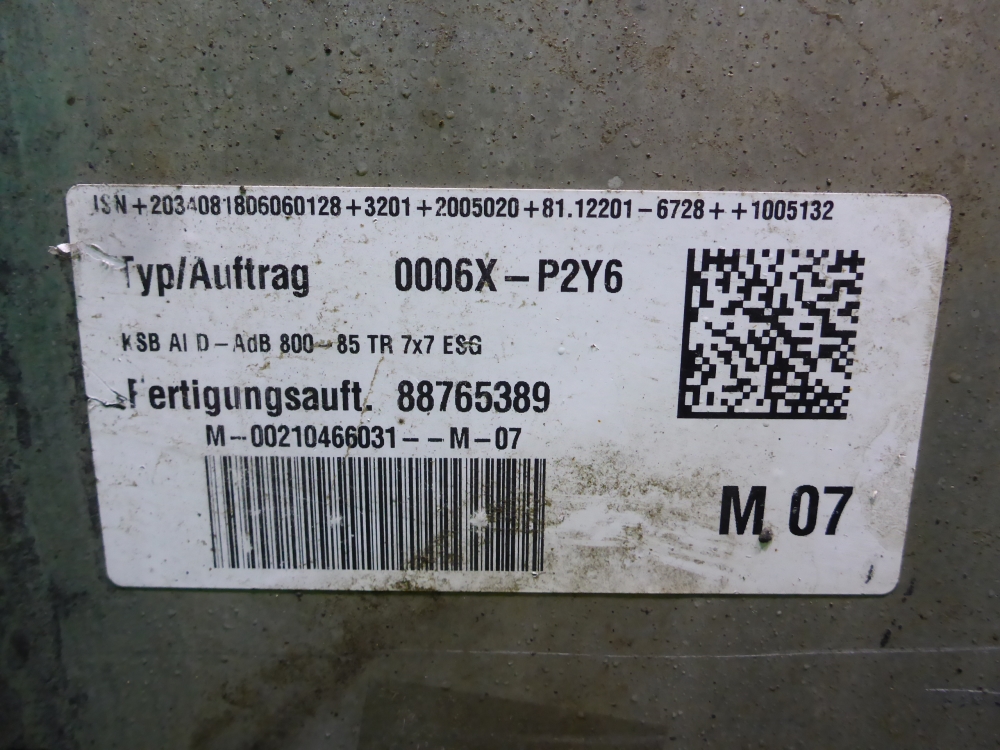 ISN+2034081806060128+3201+2005020+81.12201-6728++1005132
Typ/Auftrag 0006X-P2Y6
KSB AI D-AdB 800-85 TR 7x7 ESG
Fertigungsauft. 88765389
M-00210466031--M-07
M 07